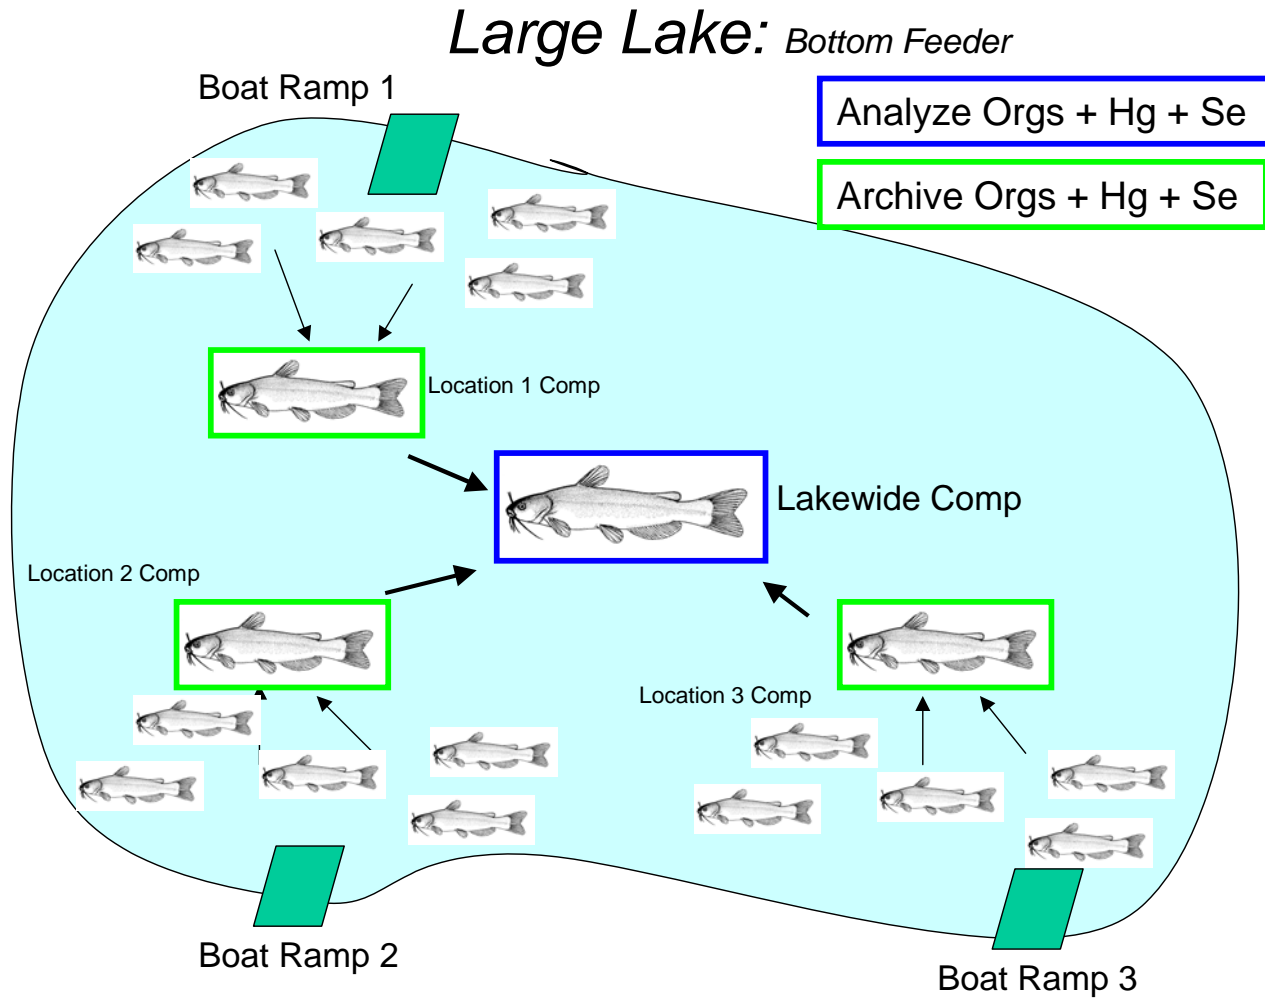 Large Lake: Bottom Feeder
Boat Ramp 1
Analyze Orgs + Hg + Se
Archive Orgs + Hg + Se
Location 1 Comp
Lakewide Comp
Location 2 Comp
Location 3 Comp
Boat Ramp 2
Boat Ramp 3